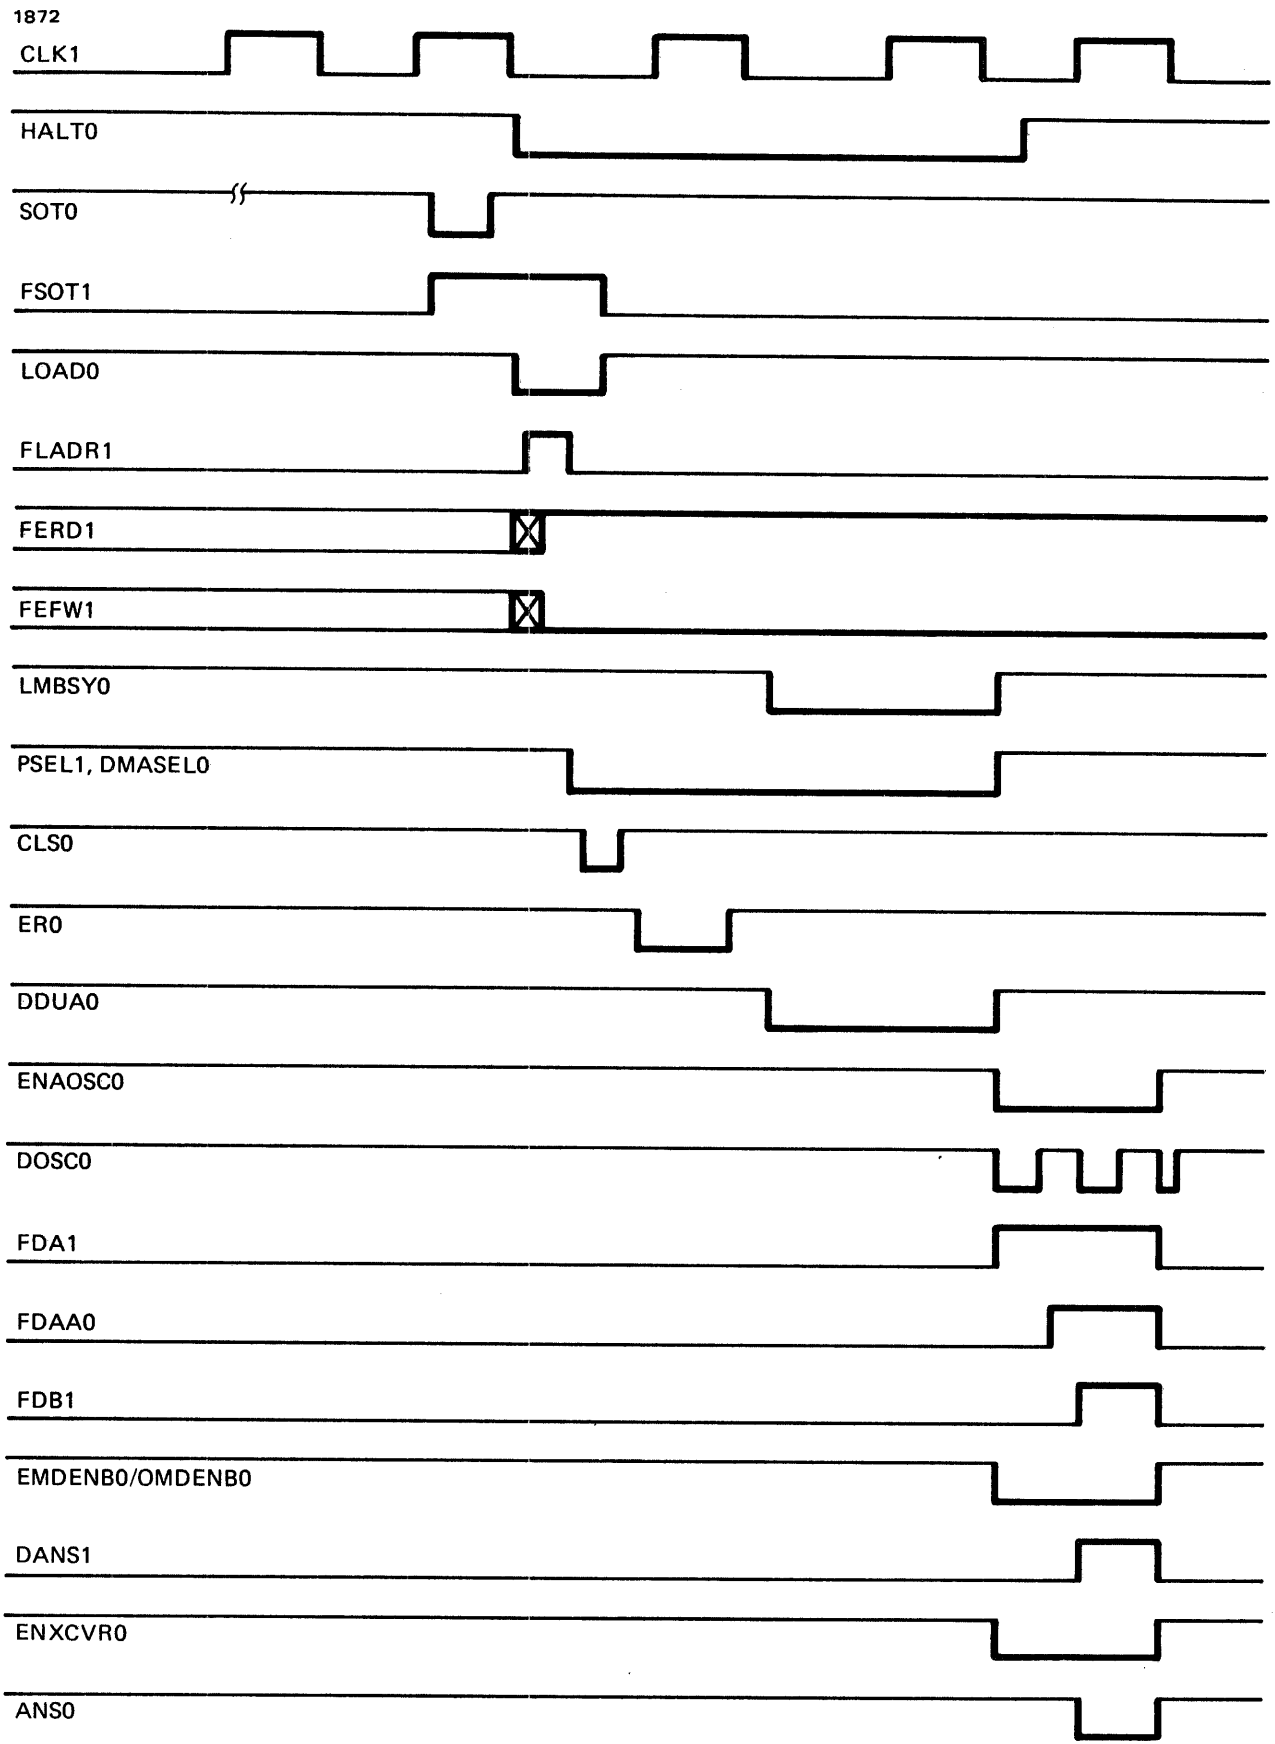 1872
CLK1
HALT0
SOT0
FSOT1
LOAD0
FLADR1
FERD1
FEFW1
LMBSY0
PSEL1, DMASEL0
CLS0
ER0
DDUA0
ENAOSC0
DOSC0
FDA1
FDAA0
FDB1
EMDENB0/OMDENB0
DANS1
ENXCVR0
ANS0